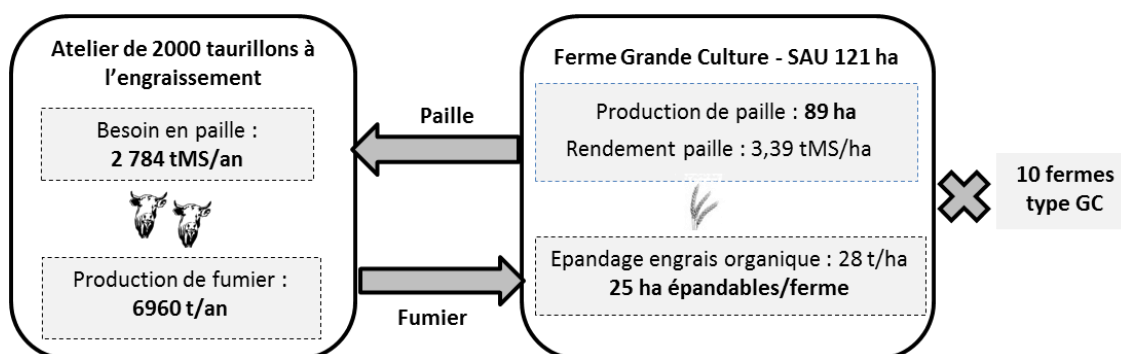 Atelier de 2000 taurillons à
l’engraissement
Besoin en paille :
2 784 tMS/an
Production de fumier :
6960 t/an
Paille
Fumier
Ferme Grande Culture - SAU 121 ha
Production de paille : 89 ha
Rendement paille : 3,39 tMS/ha
Epandage engrais organique : 28 t/ha
25 ha épandables/ferme
10 fermes
type GC